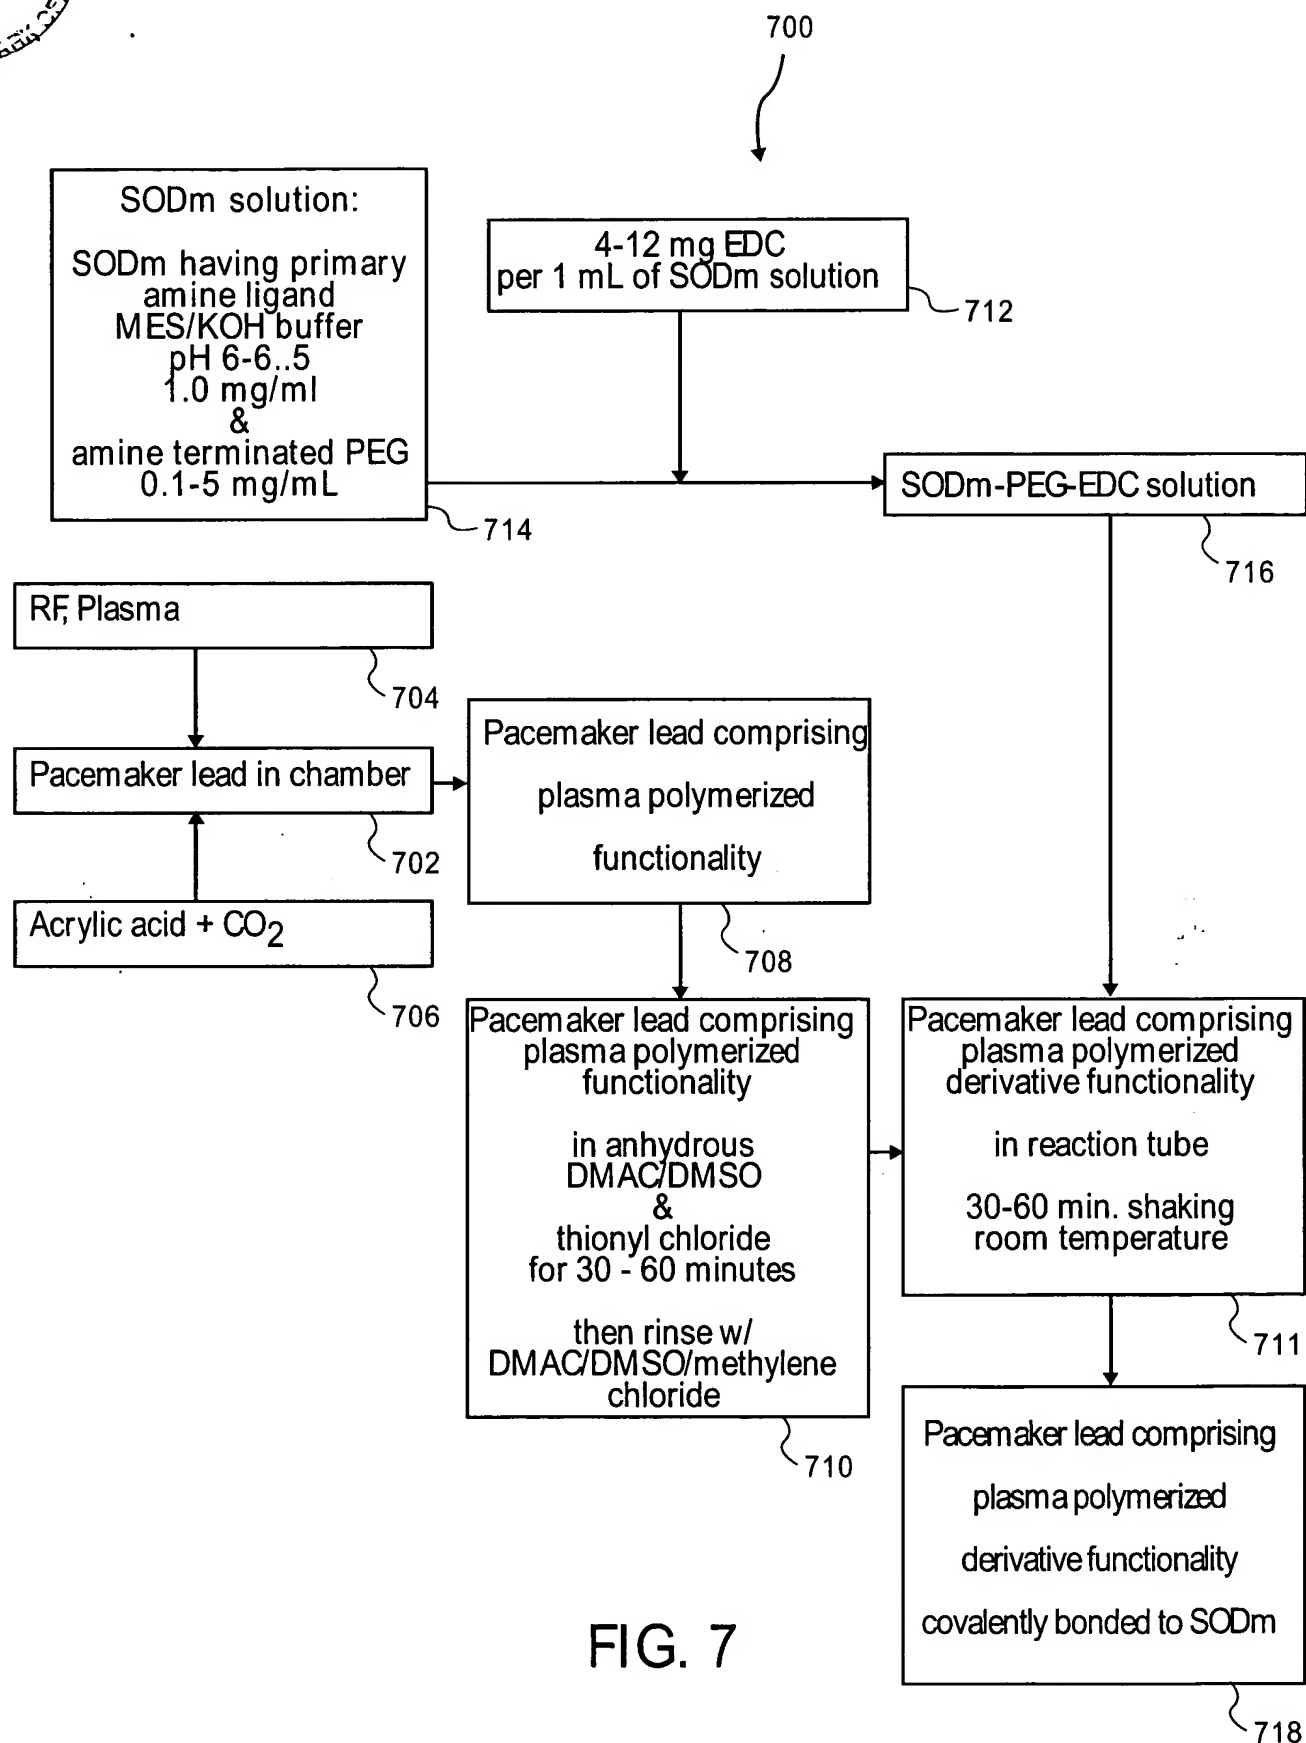 700
SODm solution:
SODm having primary
amine ligand
MES/KOH buffer
pH 6-6..5
1.0 mg/ml
&
amine terminated PEG
0.1-5 mg/mL
714
4-12 mg EDC
per 1 mL of SODm solution
712
SODm-PEG-EDC solution
716
RF, Plasma
704
Pacemaker lead in chamber
702
Acrylic acid + CO2
706
Pacemaker lead comprising
plasma polymerized
functionality
708
Pacemaker lead comprising
plasma polymerized
functionality
in anhydrous
DMAC/DMSO
&
thionyl chloride
for 30 - 60 minutes
then rinse w/
DMAC/DMSO/methylene
chloride
710
Pacemaker lead comprising
plasma polymerized
derivative functionality
in reaction tube
30-60 min. shaking
room temperature
711
Pacemaker lead comprising
plasma polymerized
derivative functionality
covalently bonded to SODm
718
FIG. 7